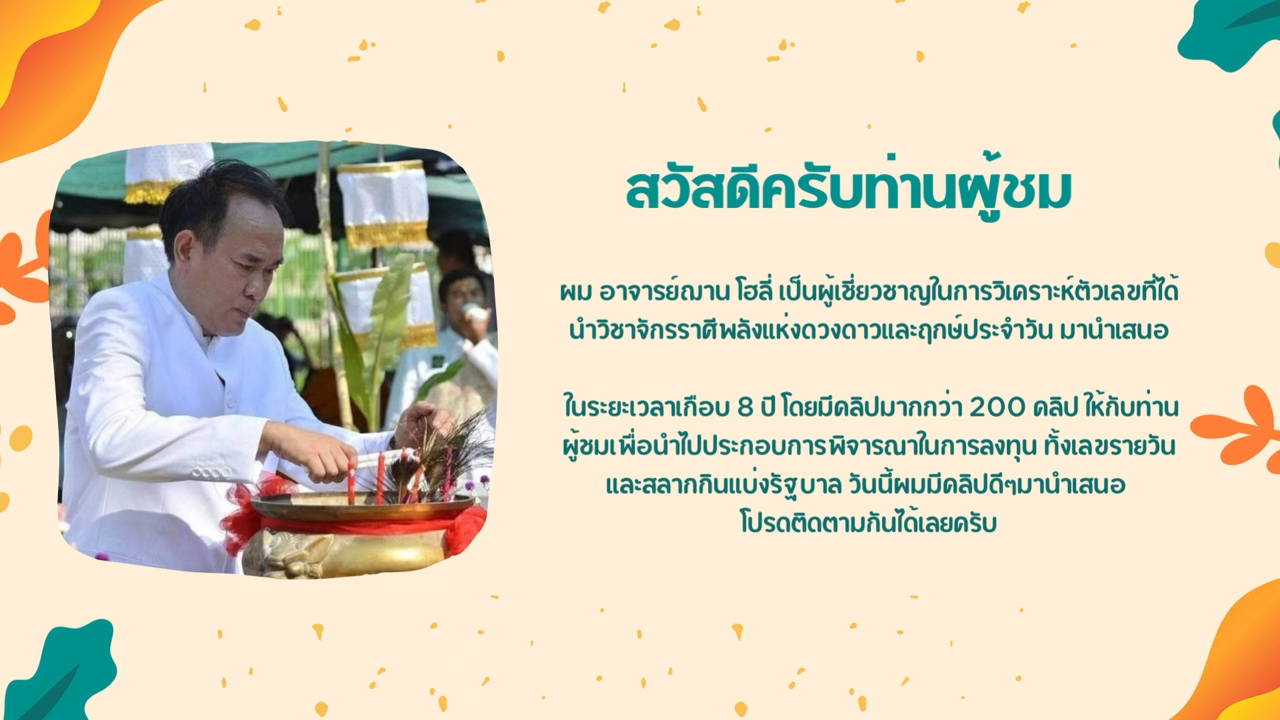 สวัสดีครับท่านผู้ชม
ผม อาจารย์ฌาน โฮลี่ เป็นผู้เชี่ยวชาญในการวิเคราะห์ตัวเลขที่ได้
นำวิชาจักรราศีพลังแห่งดวงดาวและฤกษ์ประจำวัน มานำเสนอ
ในระยะเวลาเกือบ 8 ปี โดยมีคลิปมากกว่า 200 คลิป ให้กับท่าน
ผู้ชมเพื่อนำไปประกอบการพิจารณาในการลงทุน ทั้งเลขรายวัน
และสลากกินแบ่งรัฐบาล วันนี้ผมมีคลิปดีๆมานำเสนอ
โปรดติดตามกันได้เลยครับ